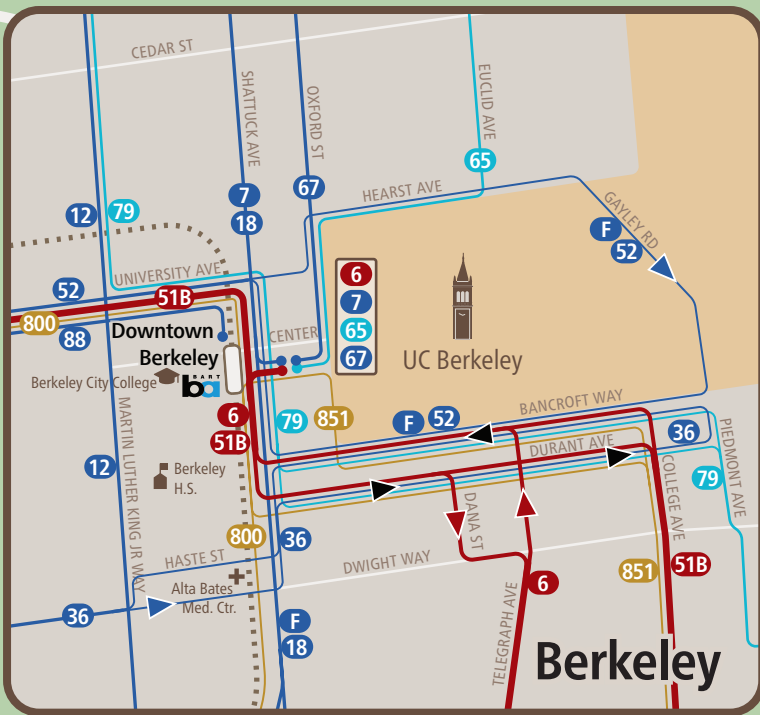 CEDAR ST
SHATTUCK AVE
OXFORD ST
EUCLID AVE
65
7
18
67
HEARST AVE
12
79
GAYLEY RD
F
52
UNIVERSITY AVE
52
51B
800
88
6
7
65
67
Downtown
Berkeley
CENTER
UC Berkeley
Berkeley City College
BART
ba
6
51B
79
851
F
52
BANCROFT WAY
DURANT AVE
36
PIEDMONT AVE
79
MARTIN LUTHER KING JR WAY
12
Berkeley
H.S.
COLLEGE AVE
DANA ST
800
36
HASTE ST
DWIGHT WAY
851
51B
Alta Bates
Med. Ctr.
6
TELEGRAPH AVE
36
F
18
Berkeley